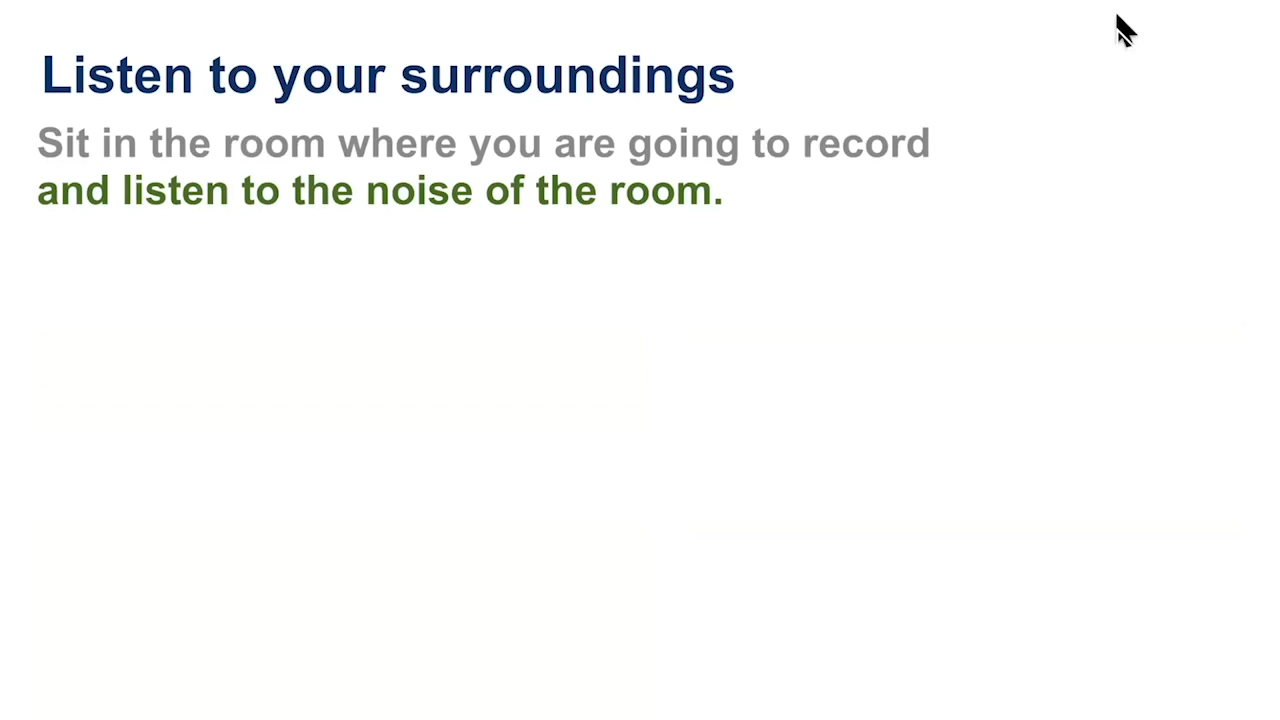 Listen to your surroundings
Sit in the room where you are going to record
and listen to the noise of the room.